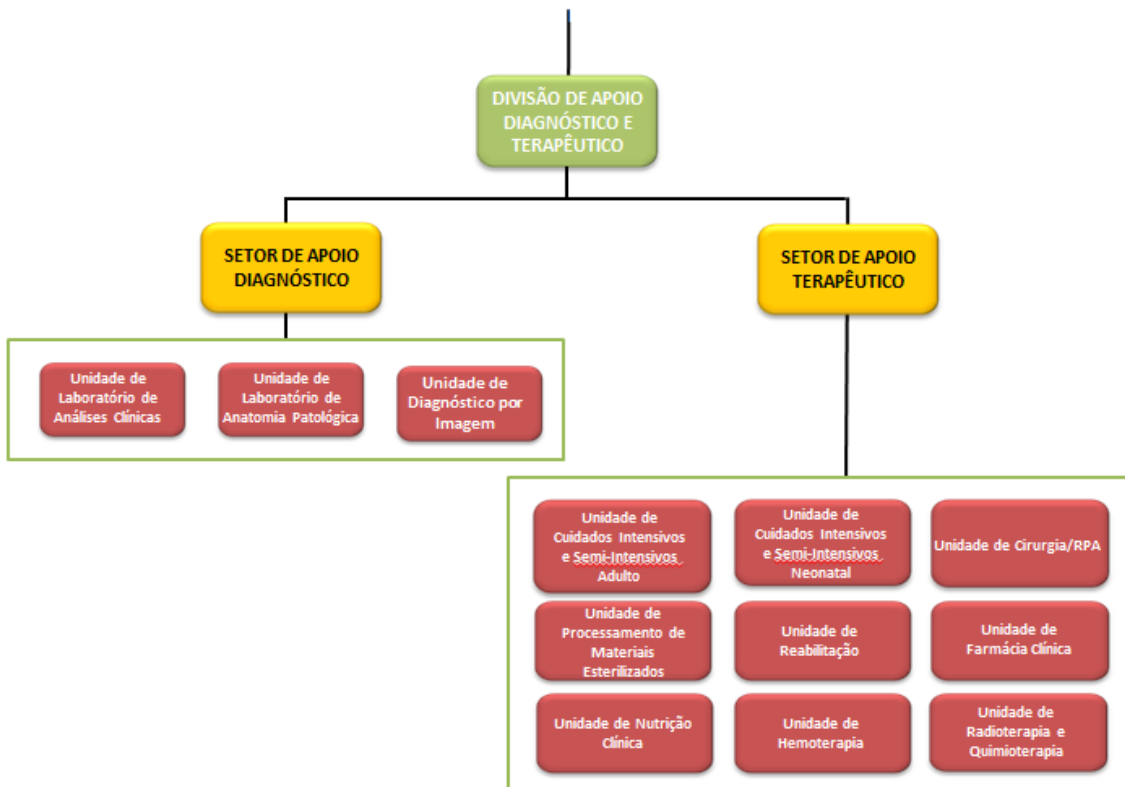 DIVISÃO DE APOIO
DIAGNÓSTICO E
TERAPÊUTICO
SETOR DE APOIO
DIAGNÓSTICO
SETOR DE APOIO
TERAPÊUTICO
Unidade de
Laboratório de
Análises Clínicas
Unidade de
Laboratório de
Anatomia Patológica
Unidade de
Diagnóstico por
Imagem
Unidade de
Cuidados Intensivos
e Semi-Intensivos
Adulto
Unidade de
Cuidados Intensivos
e Semi-Intensivos
Neonatal
Unidade de Cirurgia/RPA
Unidade de
Processamento de
Materiais
Esterilizados
Unidade de
Reabilitação
Unidade de
Farmácia Clínica
Unidade de Nutrição
Clínica
Unidade de
Hemoterapia
Unidade de
Radioterapia e
Quimioterapia